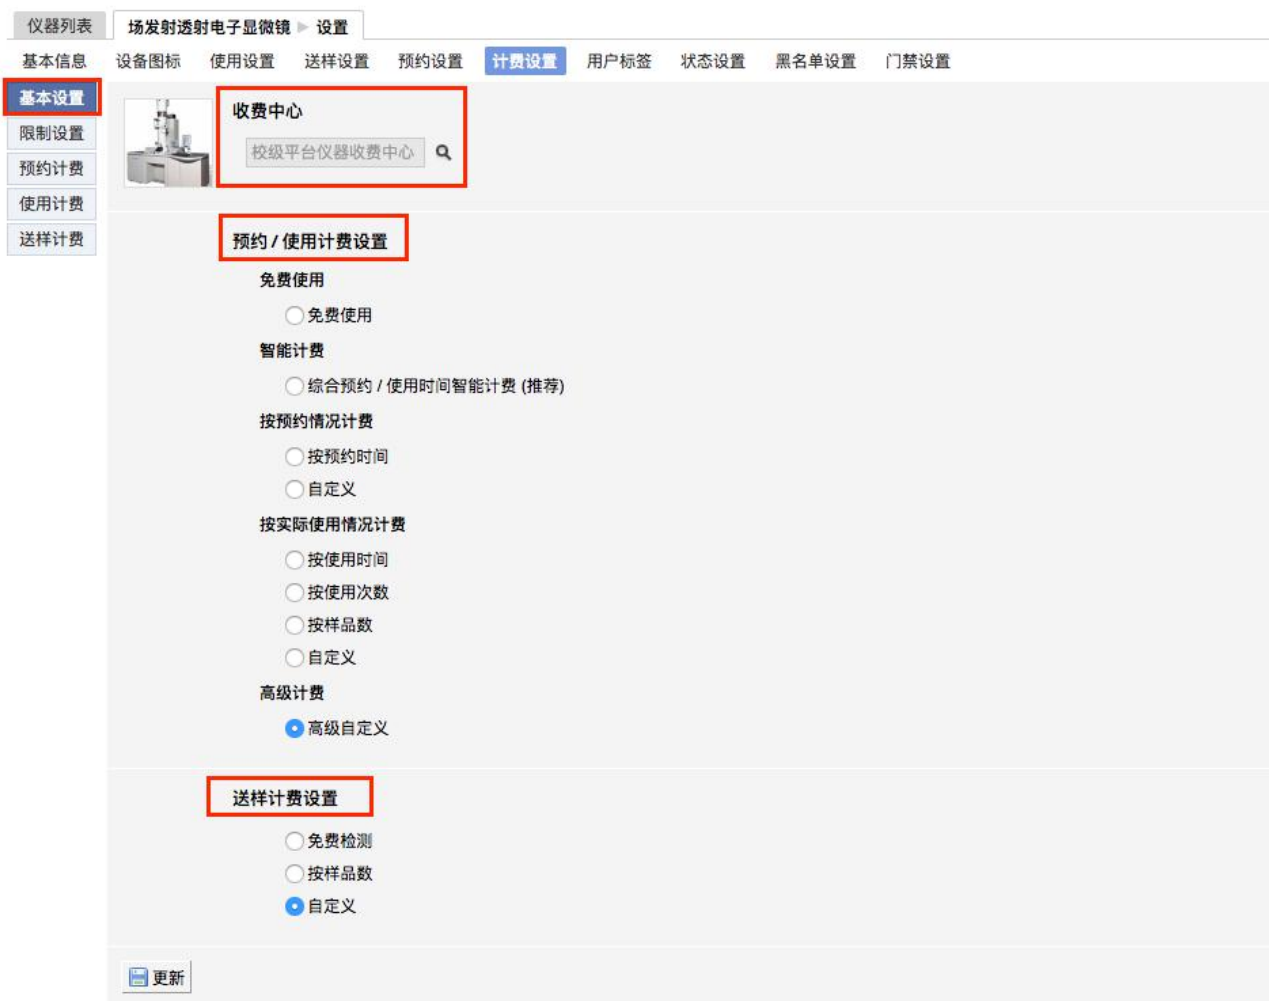 仪器列表 场发射透射电子显微镜 ▶ 设置
基本信息 设备图标 使用设置 送样设置 预约设置 计费设置 用户标签 状态设置 黑名单设置 门禁设置
基本设置
限制设置
预约计费
使用计费
送样计费
收费中心
校级平台仪器收费中心
预约 / 使用计费设置
免费使用
免费使用
智能计费
综合预约 / 使用时间智能计费 (推荐)
按预约情况计费
按预约时间
自定义
按实际使用情况计费
按使用时间
按使用次数
按样品数
自定义
高级计费
高级自定义
送样计费设置
免费检测
按样品数
自定义
更新